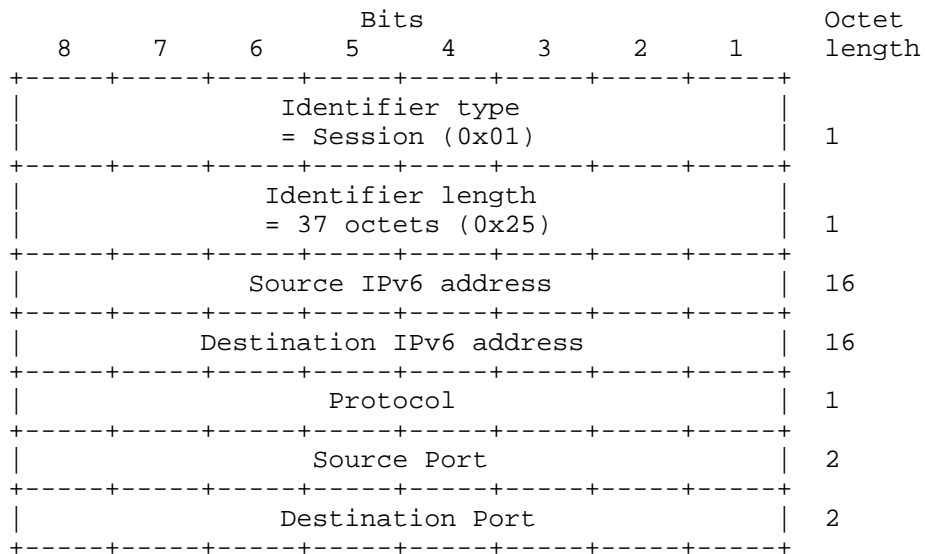 Bits Octet
8 7 6 5 4 3 2 1 length
+-----+-----+-----+-----+-----+-----+-----+-----+
| Identifier type |
| = Session (0x01) | 1
+-----+-----+-----+-----+-----+-----+-----+-----+
| Identifier length |
| = 37 octets (0x25) | 1
+-----+-----+-----+-----+-----+-----+-----+-----+
| Source IPv6 address | 16
+-----+-----+-----+-----+-----+-----+-----+-----+
| Destination IPv6 address | 16
+-----+-----+-----+-----+-----+-----+-----+-----+
| Protocol | 1
+-----+-----+-----+-----+-----+-----+-----+-----+
| Source Port | 2
+-----+-----+-----+-----+-----+-----+-----+-----+
| Destination Port | 2
+-----+-----+-----+-----+-----+-----+-----+-----+